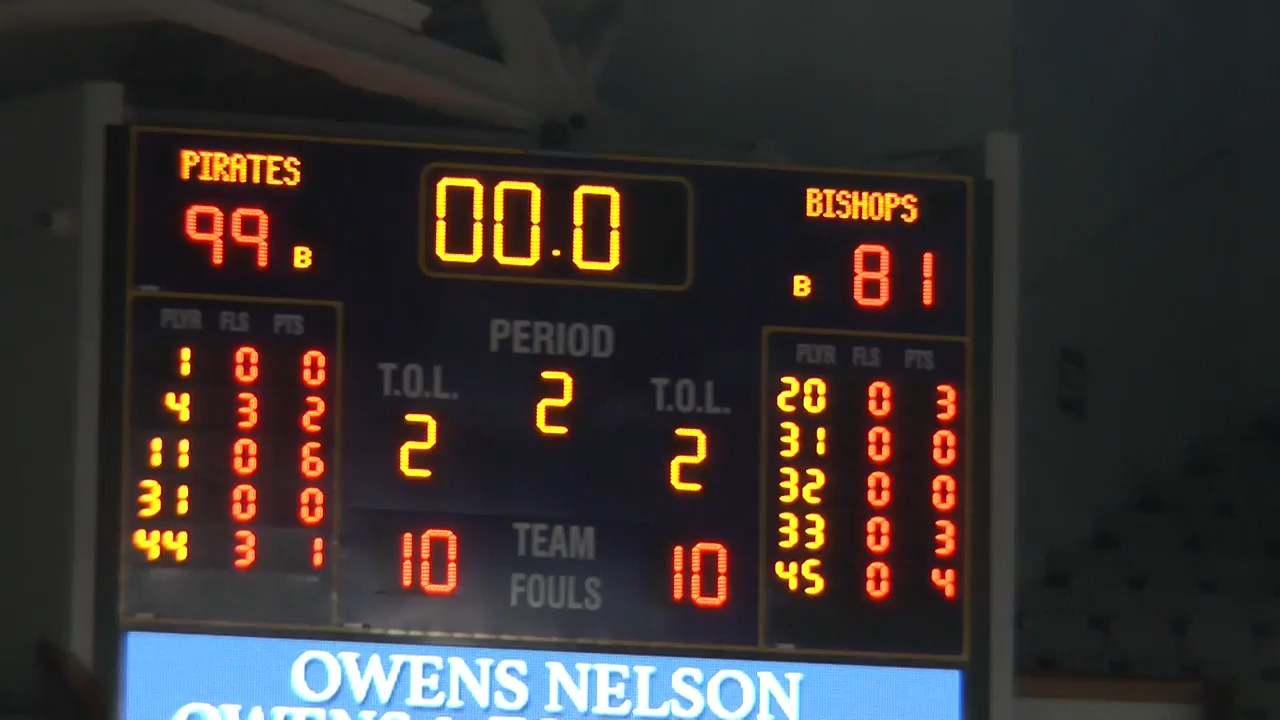 PIRATES
99 B
00.0
BISHOPS
B 81
PLYR FLS PTS
1 0 0
4 3 2
11 0 6
31 0 0
44 3 1
PERIOD
2
T.O.L.
2
T.O.L.
2
TEAM
FOULS
10
10
PLYR FLS PTS
20 0 3
31 0 0
32 0 0
33 0 3
45 0 4
OWENS NELSON